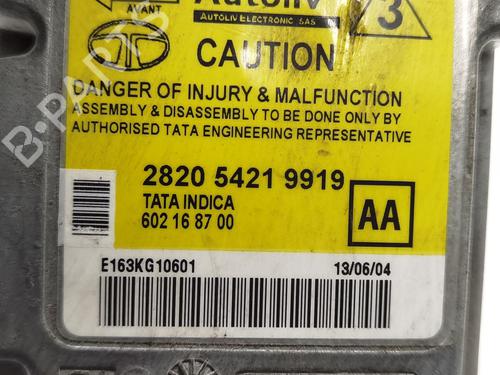 Autoliv
AVANT
AUTOLIV ELECTRONIC SAS
3
CAUTION
DANGER OF INJURY & MALFUNCTION
ASSEMBLY & DISASSEMBLY TO BE DONE ONLY BY
AUTHORISED TATA ENGINEERING REPRESENTATIVE
2820 5421 9919
TATA INDICA
602 16 87 00
AA
E163KG10601
13/06/04
B-PARTS